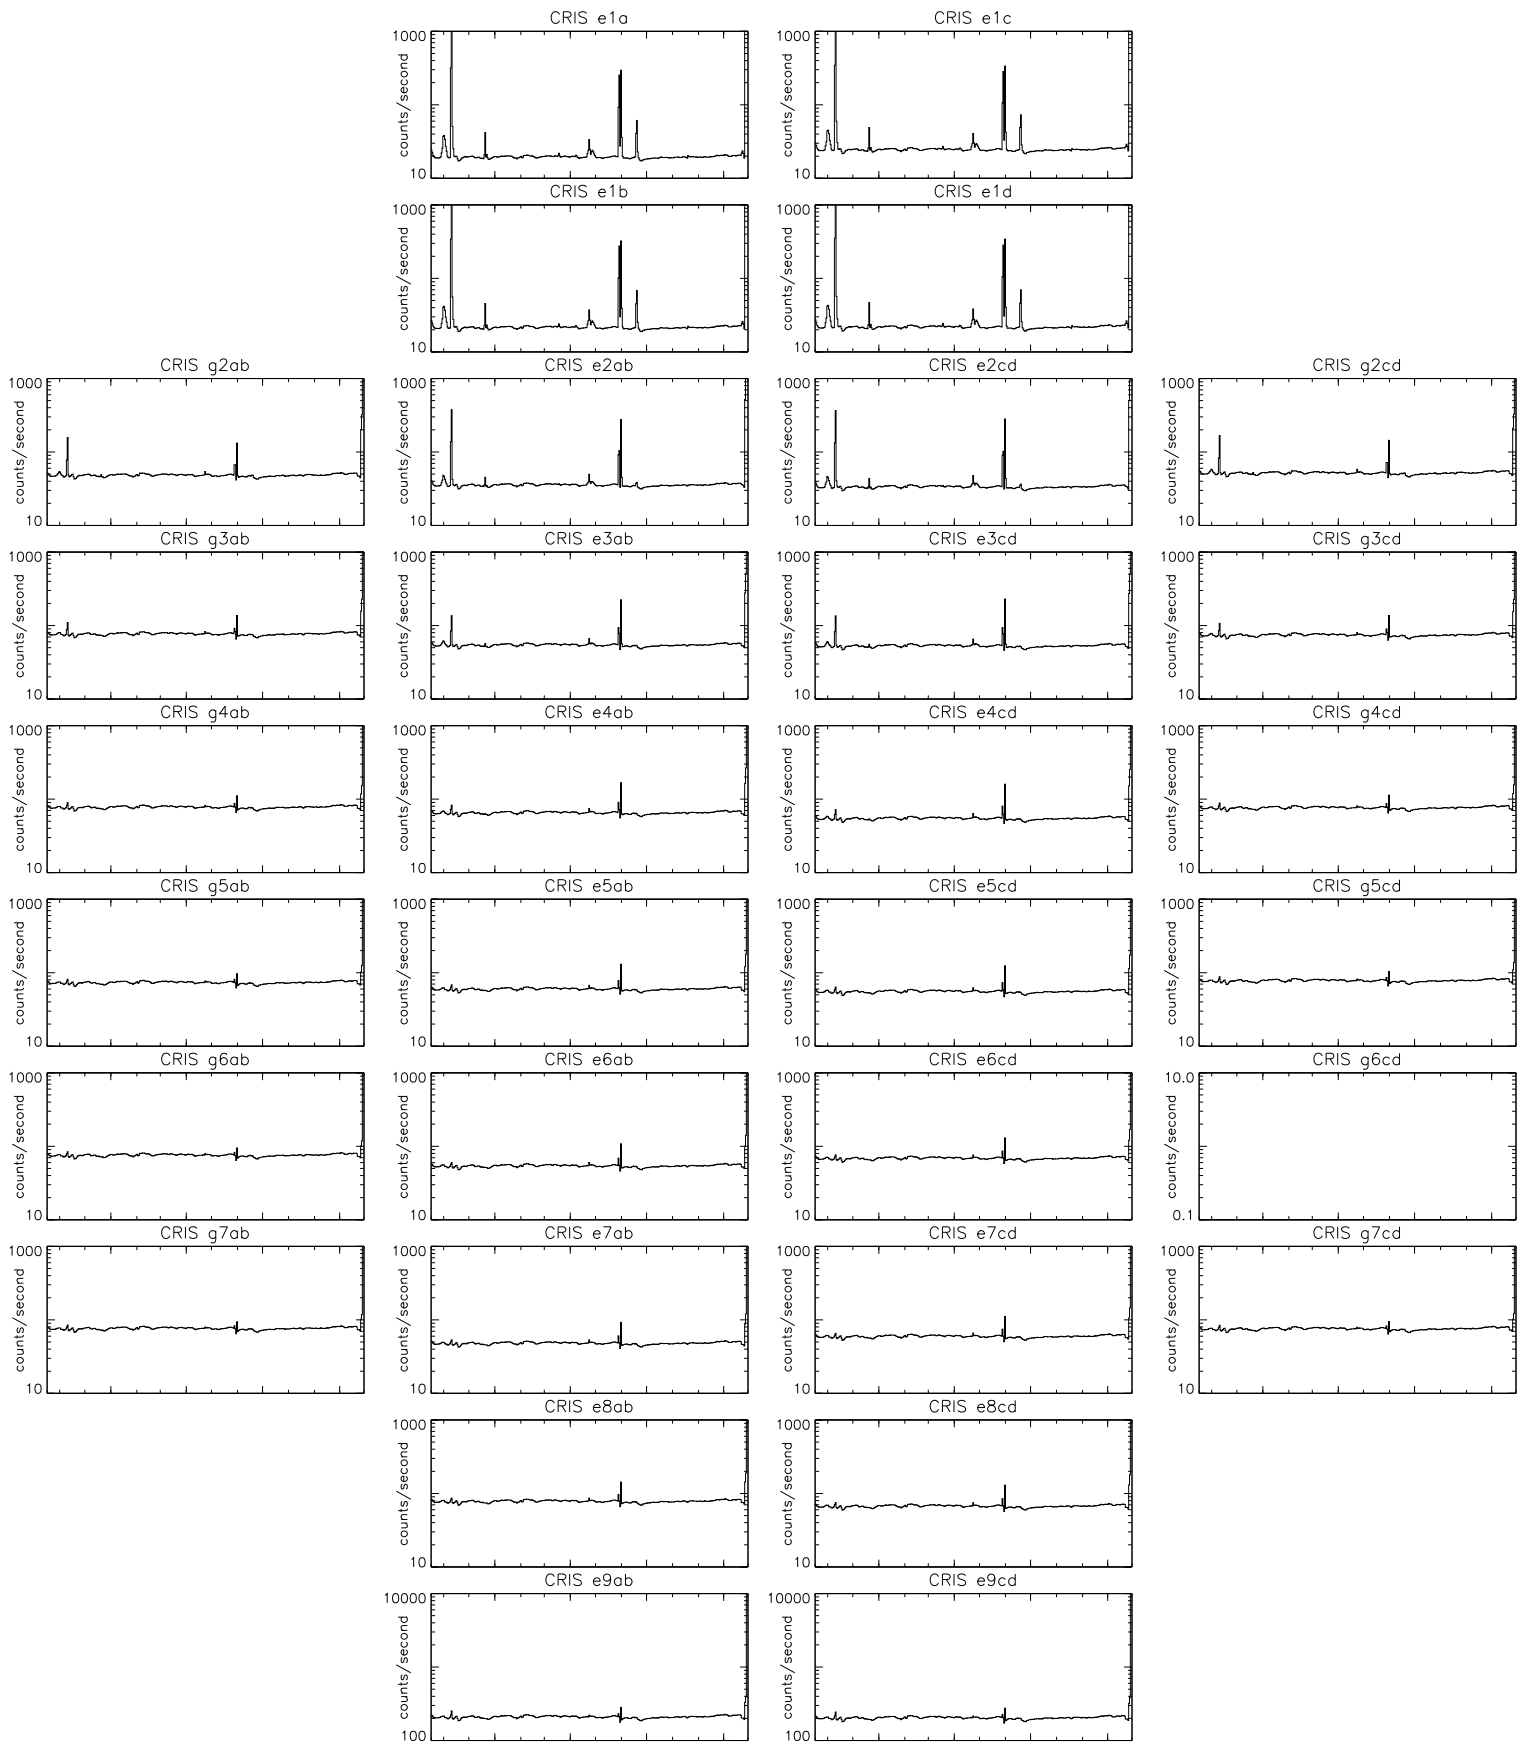 CRIS e1a
CRIS e1c
1000
counts/second
10
1000
counts/second
10
CRIS e1b
CRIS e1d
1000
counts/second
10
1000
counts/second
10
CRIS g2ab
CRIS e2ab
CRIS e2cd
CRIS g2cd
1000
counts/second
10
1000
counts/second
10
1000
counts/second
10
1000
counts/second
10
CRIS g3ab
CRIS e3ab
CRIS e3cd
CRIS g3cd
1000
counts/second
10
1000
counts/second
10
1000
counts/second
10
1000
counts/second
10
CRIS g4ab
CRIS e4ab
CRIS e4cd
CRIS g4cd
1000
counts/second
10
1000
counts/second
10
1000
counts/second
10
1000
counts/second
10
CRIS g5ab
CRIS e5ab
CRIS e5cd
CRIS g5cd
1000
counts/second
10
1000
counts/second
10
1000
counts/second
10
1000
counts/second
10
CRIS g6ab
CRIS e6ab
CRIS e6cd
CRIS g6cd
1000
counts/second
10
1000
counts/second
10
1000
counts/second
10
10.0
counts/second
0.1
CRIS g7ab
CRIS e7ab
CRIS e7cd
CRIS g7cd
1000
counts/second
10
1000
counts/second
10
1000
counts/second
10
1000
counts/second
10
CRIS e8ab
CRIS e8cd
1000
counts/second
10
1000
counts/second
10
CRIS e9ab
CRIS e9cd
10000
counts/second
100
10000
counts/second
100